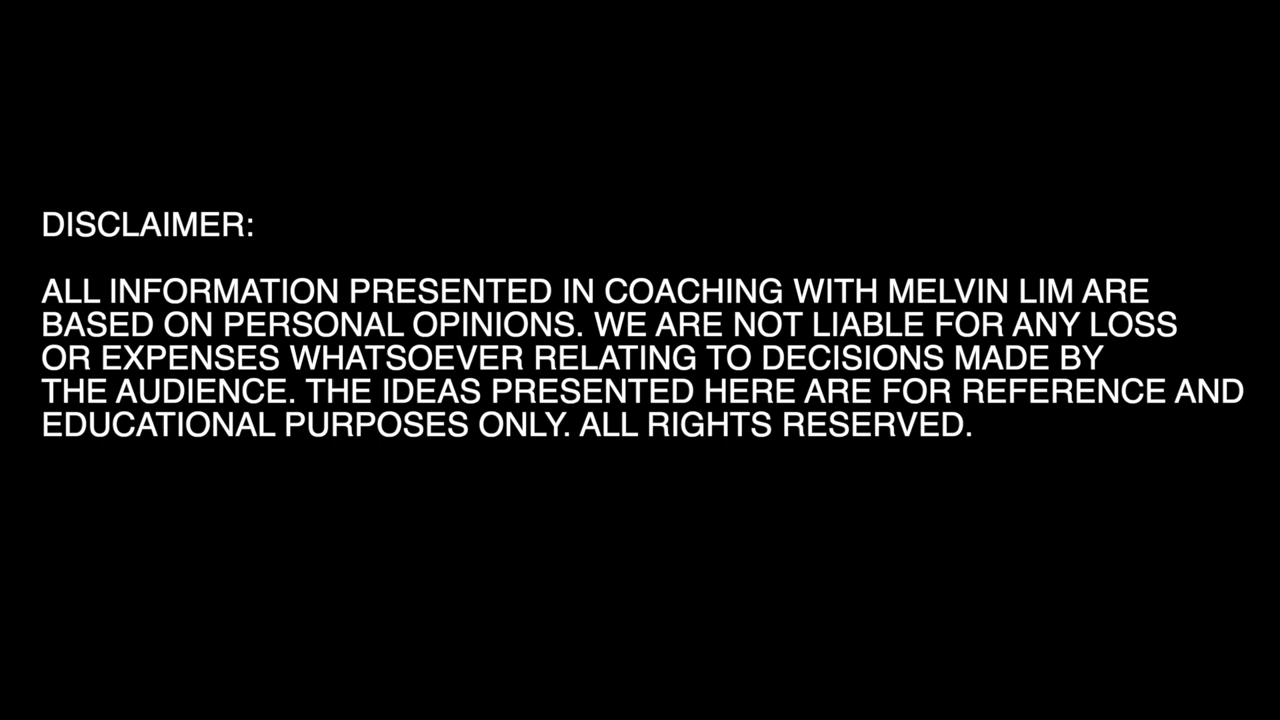 DISCLAIMER:
ALL INFORMATION PRESENTED IN COACHING WITH MELVIN LIM ARE
BASED ON PERSONAL OPINIONS. WE ARE NOT LIABLE FOR ANY LOSS
OR EXPENSES WHATSOEVER RELATING TO DECISIONS MADE BY
THE AUDIENCE. THE IDEAS PRESENTED HERE ARE FOR REFERENCE AND
EDUCATIONAL PURPOSES ONLY. ALL RIGHTS RESERVED.